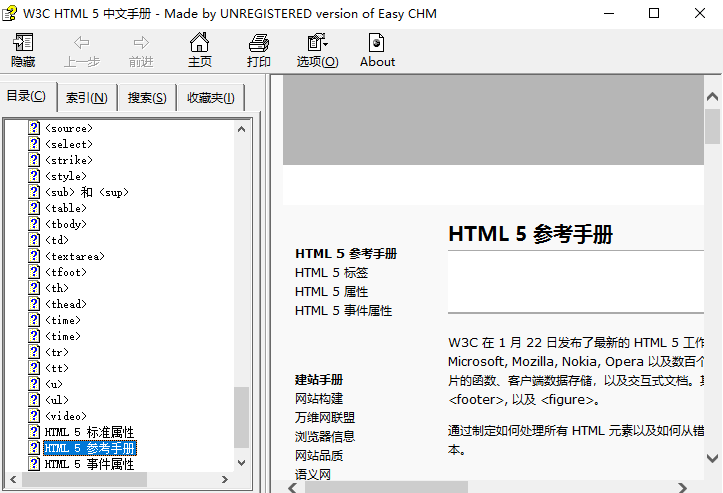 W3C HTML 5 中文手册 - Made by UNREGISTERED version of Easy CHM
隐藏 上一步 前进 主页 打印 选项(O) About
目录(C) 索引(N) 搜索(S) 收藏夹(I)
<source>
<select>
<strike>
<style>
<sub> 和 <sup>
<table>
<tbody>
<td>
<textarea>
<tfoot>
<th>
<thead>
<time>
<time>
<tr>
<tt>
<u>
<ul>
<video>
HTML 5 标准属性
HTML 5 参考手册
HTML 5 事件属性
HTML 5 参考手册
HTML 5 标签
HTML 5 属性
HTML 5 事件属性
建站手册
网站构建
万维网联盟
浏览器信息
网站品质
语义网
HTML 5 参考手册
W3C 在 1 月 22 日发布了最新的 HTML 5 工作
Microsoft, Mozilla, Nokia, Opera 以及数百个
片的函数、客户端数据存储，以及交互式文档。其
<footer>, 以及 <figure>。
通过制定如何处理所有 HTML 元素以及如何从错
本。